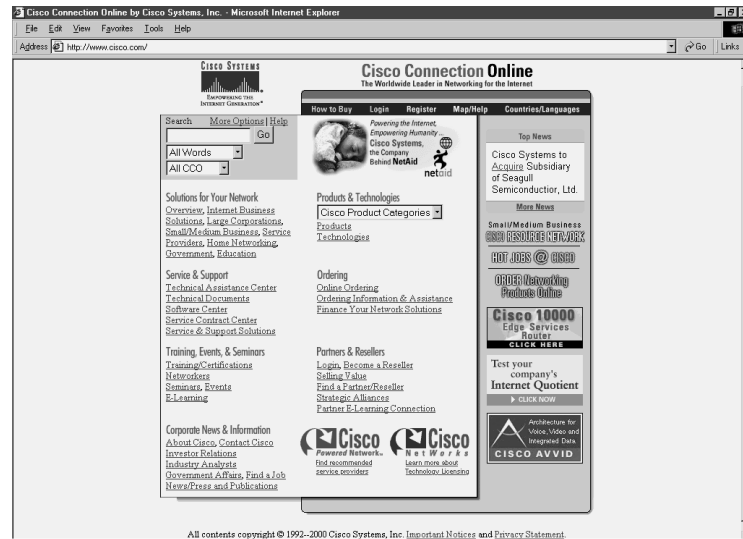 Cisco Connection Online by Cisco Systems, Inc. - Microsoft Internet Explorer
File Edit View Favorites Tools Help
Address http://www.cisco.com/ Go Links
CISCO SYSTEMS
EMPOWERING THE
INTERNET GENERATION
Cisco Connection Online
The Worldwide Leader in Networking for the Internet
How to Buy Login Register Map/Help Countries/Languages
Search More Options | Help
Go
All Words
All CCO
Powering the Internet,
Empowering Humanity...
Cisco Systems,
the Company
Behind NetAid
netaid
Solutions for Your Network
Overview, Internet Business
Solutions, Large Corporations,
Small/Medium Business, Service
Providers, Home Networking,
Government, Education
Products & Technologies
Cisco Product Categories
Products
Technologies
Service & Support
Technical Assistance Center
Technical Documents
Software Center
Service Contract Center
Service & Support Solutions
Ordering
Online Ordering
Ordering Information & Assistance
Finance Your Network Solutions
Training, Events, & Seminars
Training/Certifications
Networkers
Seminars, Events
E-Learning
Partners & Resellers
Login, Become a Reseller
Selling Value
Find a Partner/Reseller
Strategic Alliances
Partner E-Learning Connection
Corporate News & Information
About Cisco, Contact Cisco
Investor Relations
Industry Analysts
Government Affairs, Find a Job
News/Press and Publications
Cisco
Powered Network
Find recommended
service providers
Cisco
NetWorks
Learn more about
Technology Licensing
Top News
Cisco Systems to
Acquire Subsidiary
of Seagull
Semiconductior, Ltd.
More News
Small/Medium Business
CISCO RESOURCE NETWORK
HOT JOBS @ CISCO
ORDER Networking
Products Online
Cisco 10000
Edge Services
Router
CLICK HERE
Test your
company's
Internet Quotient
CLICK NOW
Architecture for
Voice, Video and
Integrated Data
CISCO AVVID
All contents copyright © 1992--2000 Cisco Systems, Inc. Important Notices and Privacy Statement.